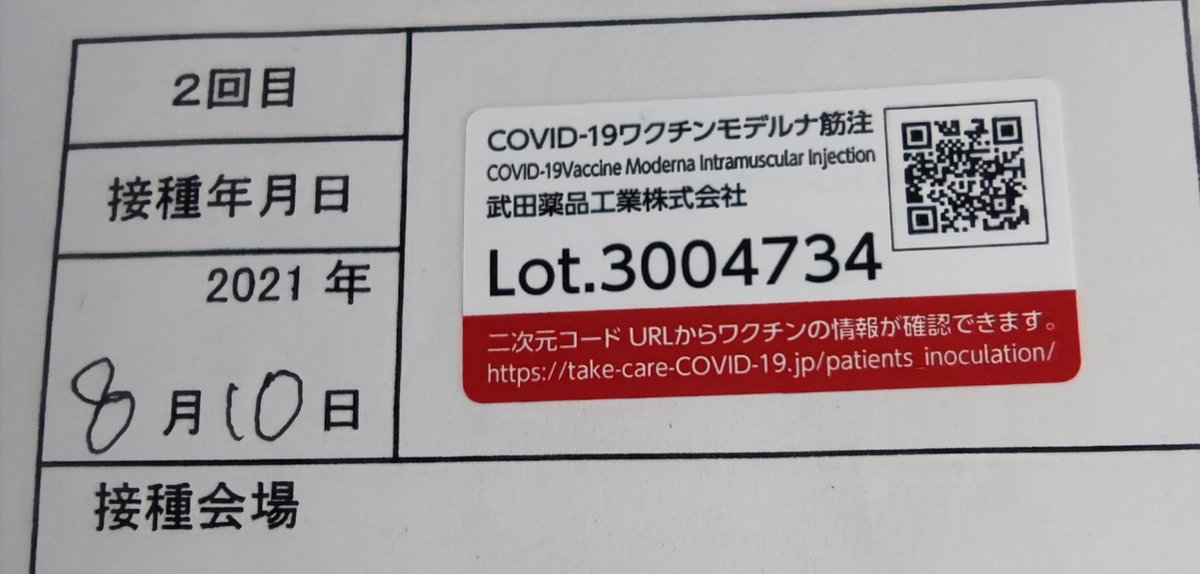 2回目
接種年月日
2021 年
8月10日
COVID-19ワクチンモデルナ筋注
COVID-19Vaccine Moderna Intramuscular Injection
武田薬品工業株式会社
Lot.3004734
二次元コード URLからワクチンの情報が確認できます。
https://take-care-COVID-19.jp/patients_inoculation/
接種会場